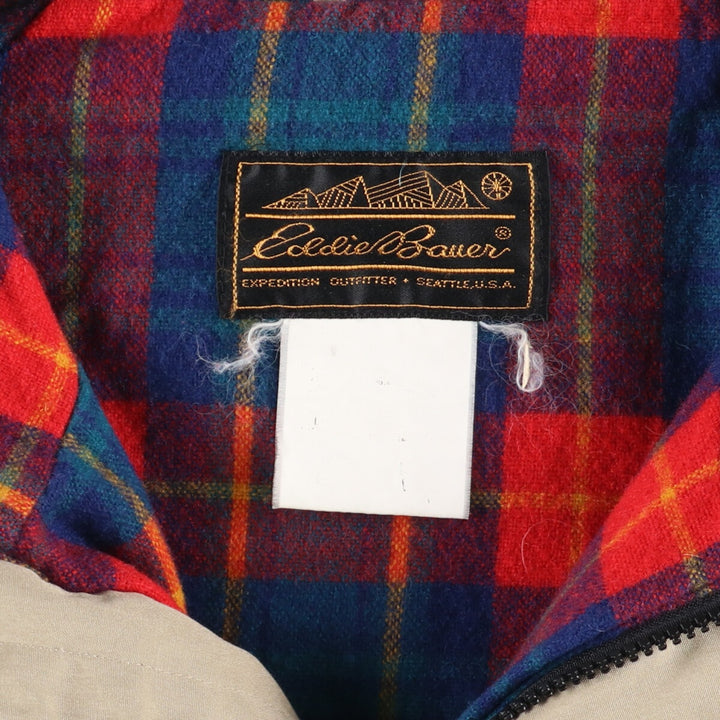 Eddie Bauer ®
EXPEDITION OUTFITTER • SEATTLE, U.S.A.